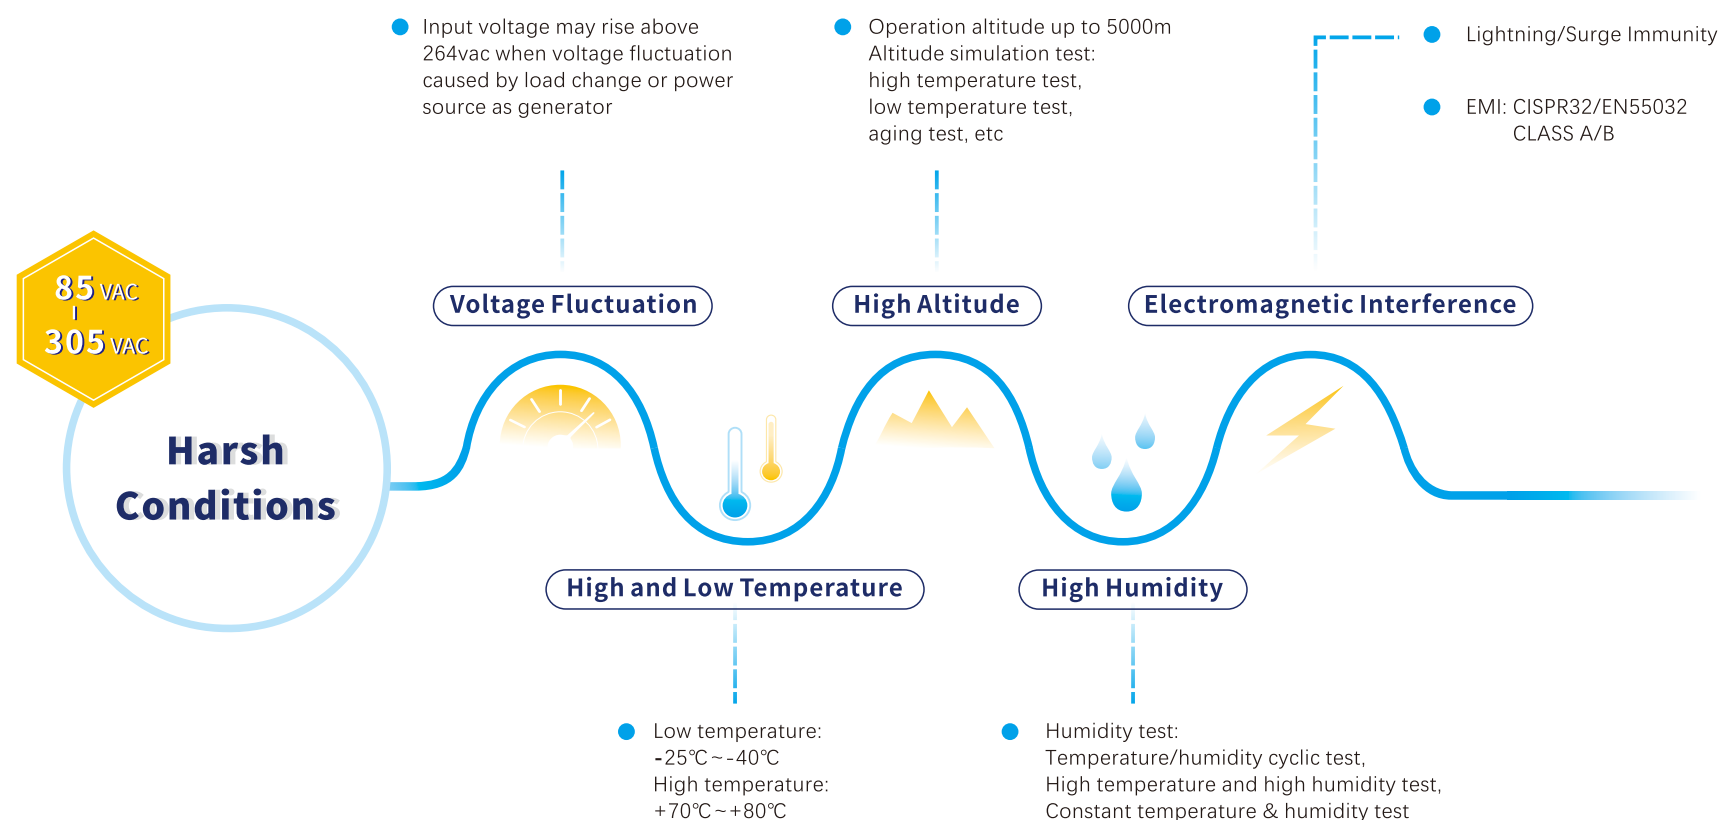 Input voltage may rise above
264vac when voltage fluctuation
caused by load change or power
source as generator
Operation altitude up to 5000m
Altitude simulation test:
high temperature test,
low temperature test,
aging test, etc
Lightning/Surge Immunity
EMI: CISPR32/EN55032
CLASS A/B
85 VAC
305 VAC
Harsh
Conditions
Voltage Fluctuation
High Altitude
Electromagnetic Interference
High and Low Temperature
High Humidity
Low temperature:
-25℃~-40℃
High temperature:
+70℃~+80℃
Humidity test:
Temperature/humidity cyclic test,
High temperature and high humidity test,
Constant temperature & humidity test